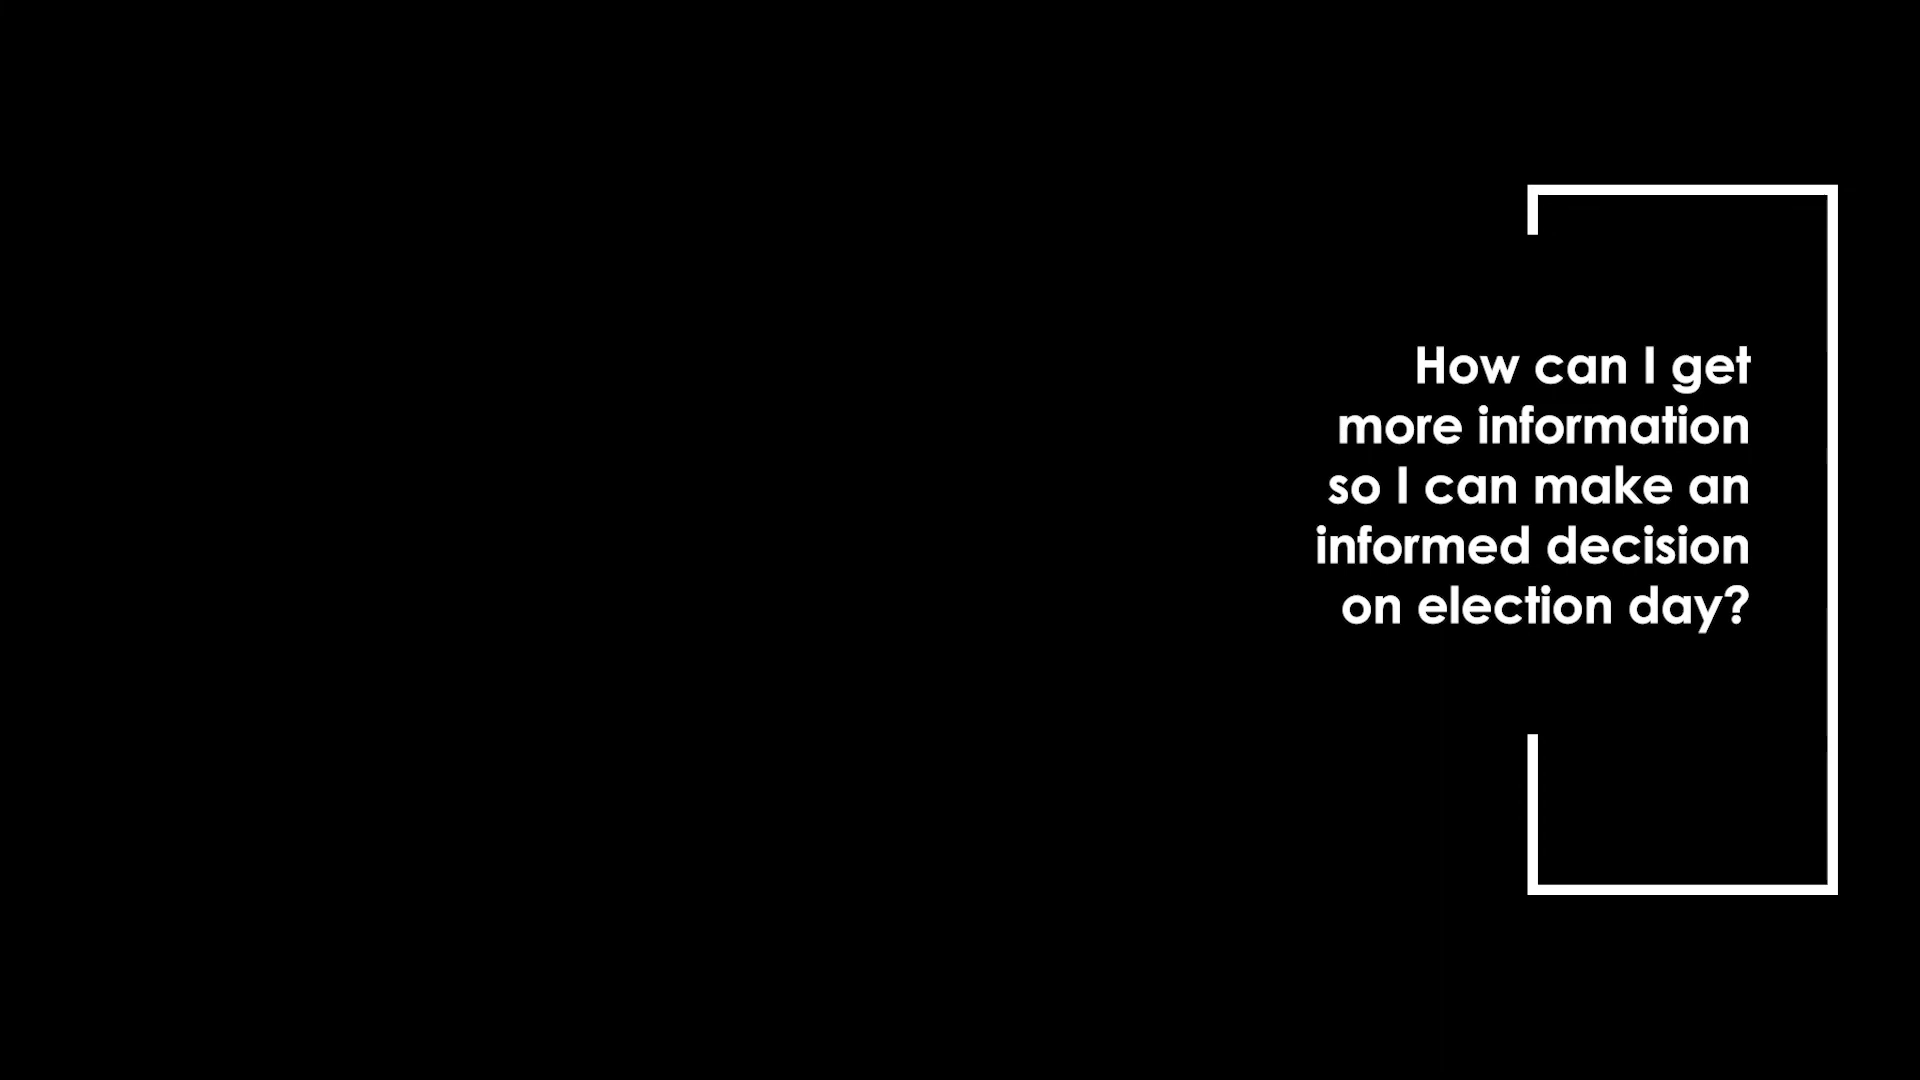 How can I get
more information
so I can make an
informed decision
on election day?